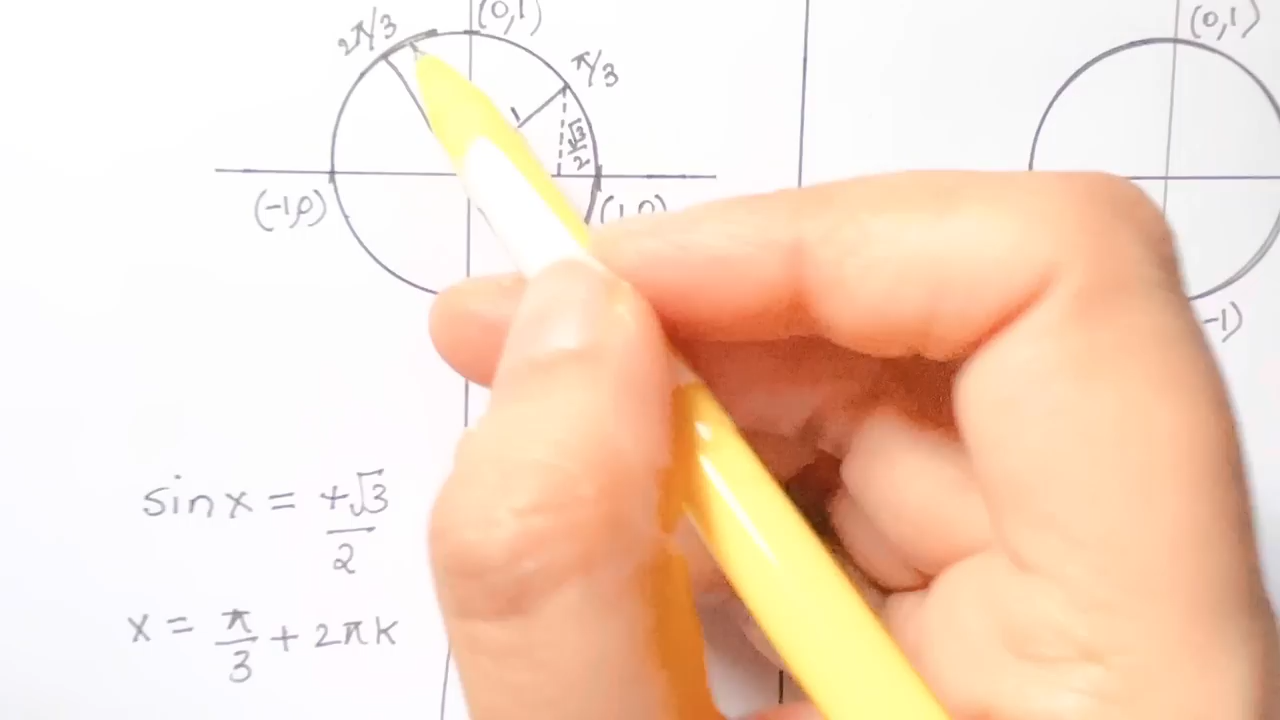 (0,1)
2π/3
π/3
1
√3/2
(-1,0)
(1,0)
(0,1)
-1)
sin x = +√3/2
x = π/3 + 2πK